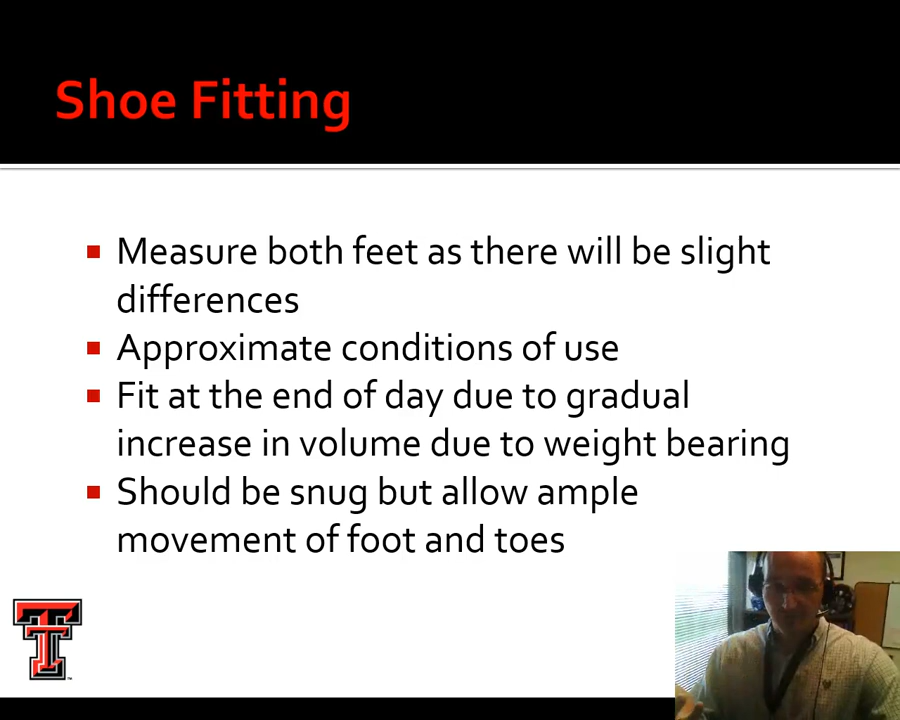 Shoe Fitting
Measure both feet as there will be slight
differences
Approximate conditions of use
Fit at the end of day due to gradual
increase in volume due to weight bearing
Should be snug but allow ample
movement of foot and toes
T
TM